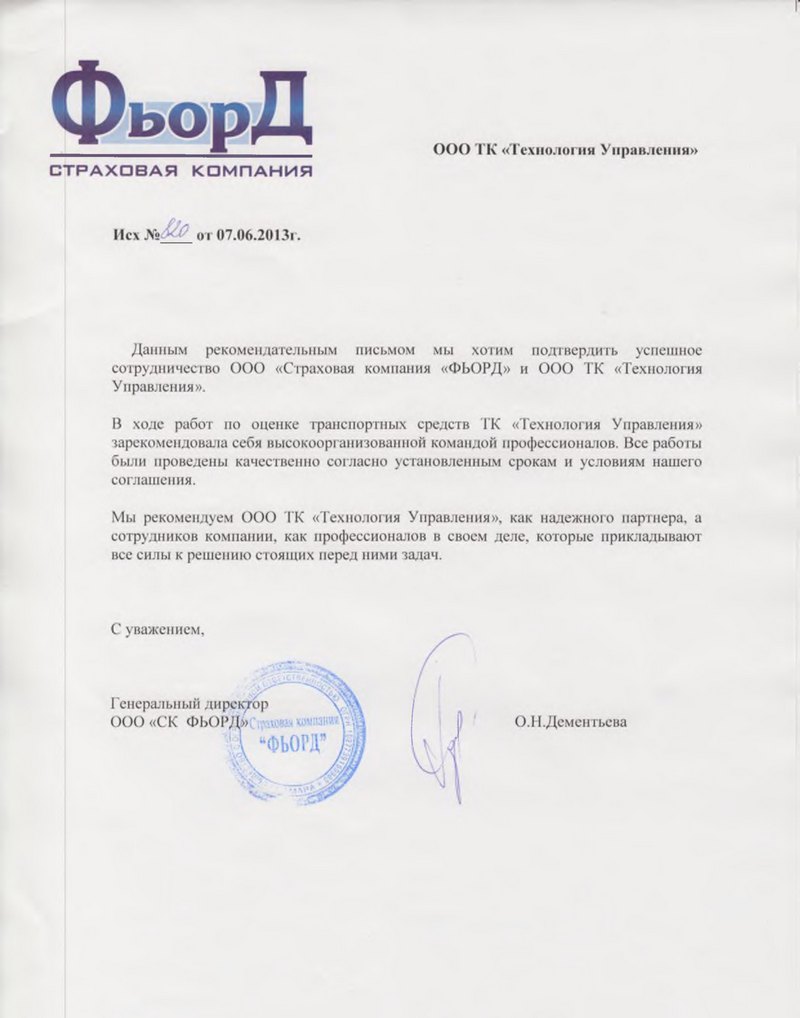 ФьорД
СТРАХОВАЯ КОМПАНИЯ
ООО ТК «Технология Управления»
Исх № 820 от 07.06.2013г.
Данным рекомендательным письмом мы хотим подтвердить успешное
сотрудничество ООО «Страховая компания «ФЬОРД» и ООО ТК «Технология
Управления».
В ходе работ по оценке транспортных средств ТК «Технология Управления»
зарекомендовала себя высокоорганизованной командой профессионалов. Все работы
были проведены качественно согласно установленным срокам и условиям нашего
соглашения.
Мы рекомендуем ООО ТК «Технология Управления», как надежного партнера, а
сотрудников компании, как профессионалов в своем деле, которые прикладывают
все силы к решению стоящих перед ними задач.
С уважением,
Генеральный директор
ООО «СК ФЬОРД»
О.Н.Дементьева
Страховая компания
"ФЬОРД"